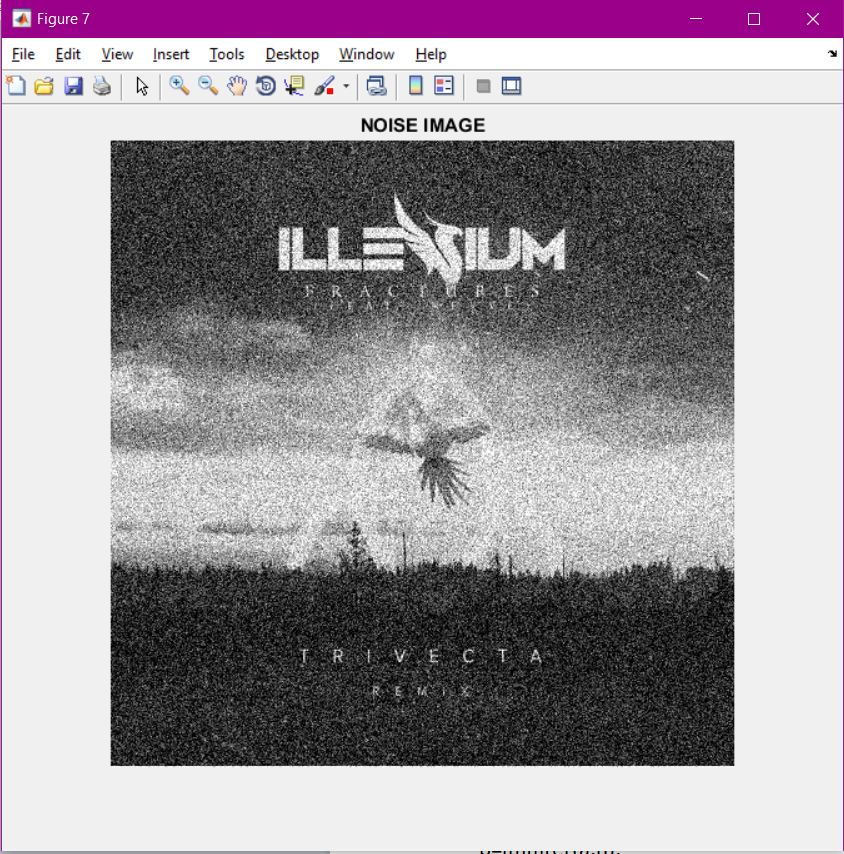 Figure 7
File Edit View Insert Tools Desktop Window Help
NOISE IMAGE
ILLENIUM
FRACTURES
TRIVECTA
REMIX